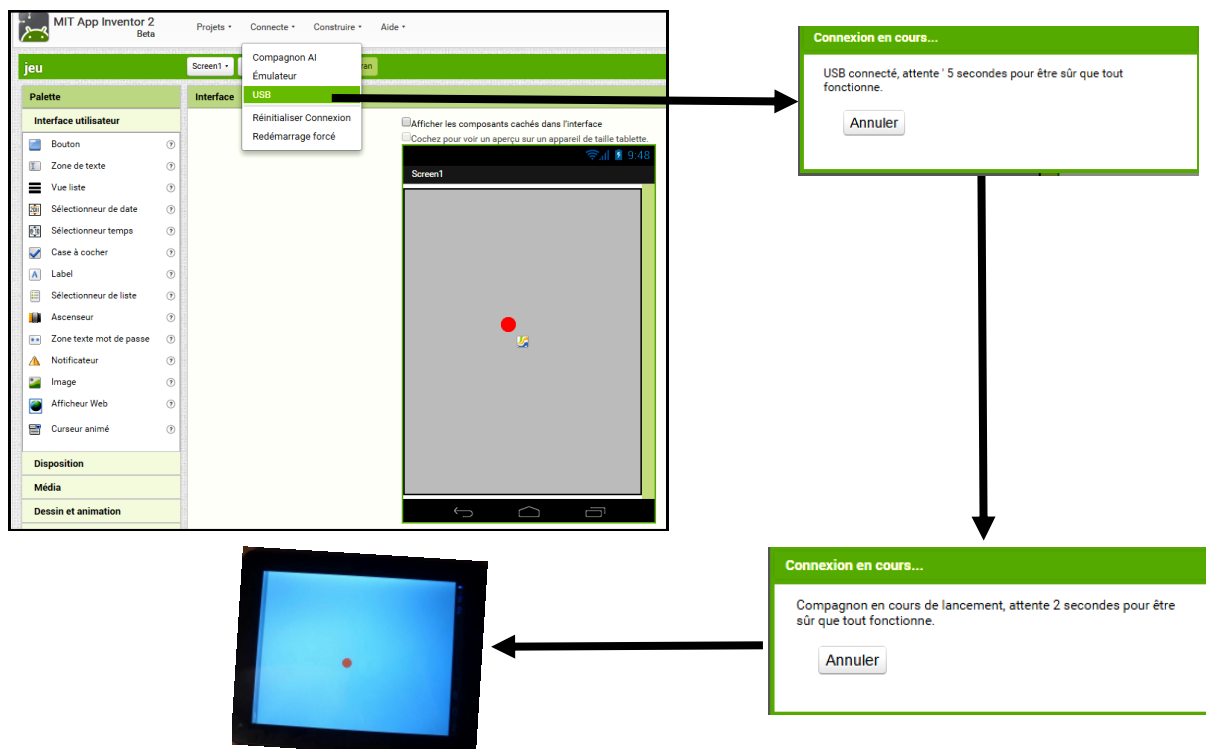 MIT App Inventor 2
Beta
Projets
Connecte
Construire
Aide
jeu
Screen1
Compagnon AI
Émulateur
USB
Réinitialiser Connexion
Redémarrage forcé
Palette
Interface
Interface utilisateur
Bouton
Zone de texte
Vue liste
Sélectionneur de date
Sélectionneur temps
Case à cocher
Label
Sélectionneur de liste
Ascenseur
Zone texte mot de passe
Notificateur
Image
Afficheur Web
Curseur animé
Disposition
Média
Dessin et animation
Afficher les composants cachés dans l'interface
Cochez pour voir un aperçu sur un appareil de taille tablette.
9:48
Screen1
Connexion en cours...
USB connecté, attente ' 5 secondes pour être sûr que tout
fonctionne.
Annuler
Connexion en cours...
Compagnon en cours de lancement, attente 2 secondes pour être
sûr que tout fonctionne.
Annuler